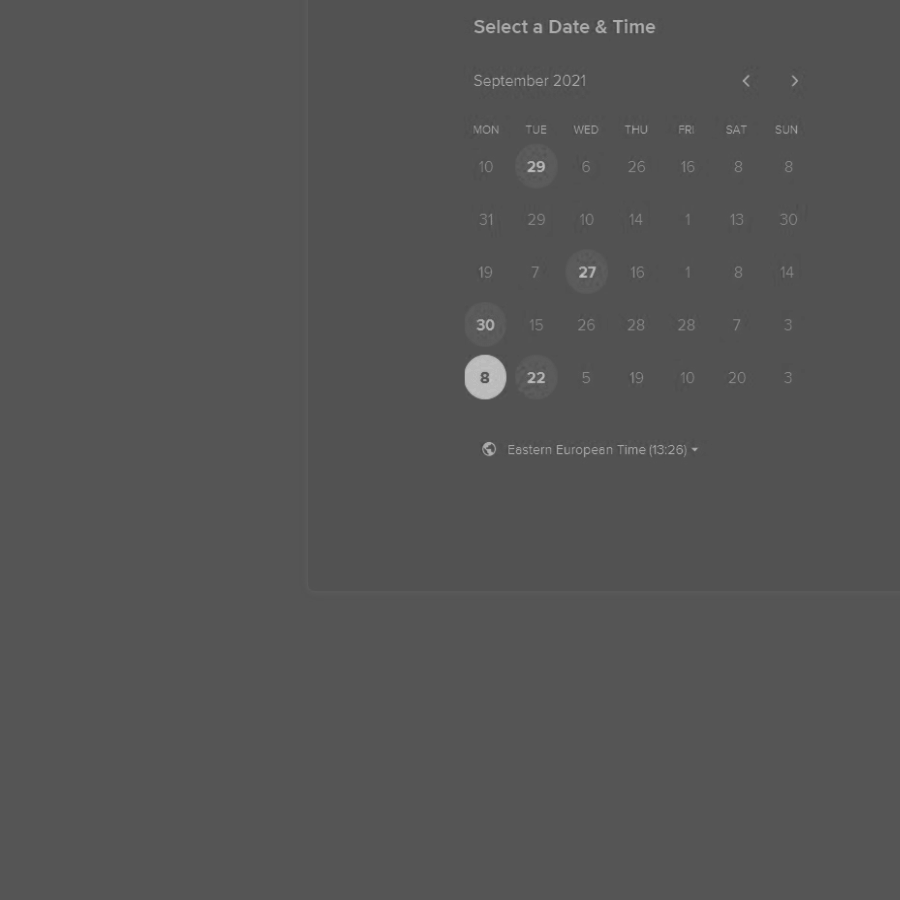 Select a Date & Time
September 2021
MON TUE WED THU FRI SAT SUN
10 29 6 26 16 8 8
31 29 10 14 1 13 30
19 7 27 16 1 8 14
30 15 26 28 28 7 3
8 22 5 19 10 20 3
Eastern European Time (13:26)